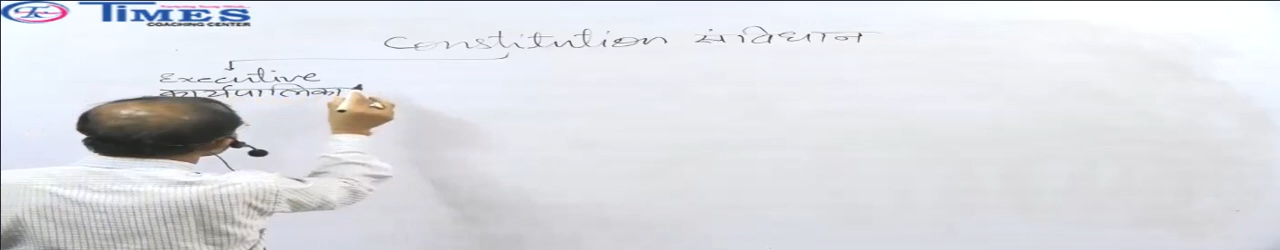 TIMES
COACHING CENTER
Constitution संविधान
Executive
कार्यपालिका